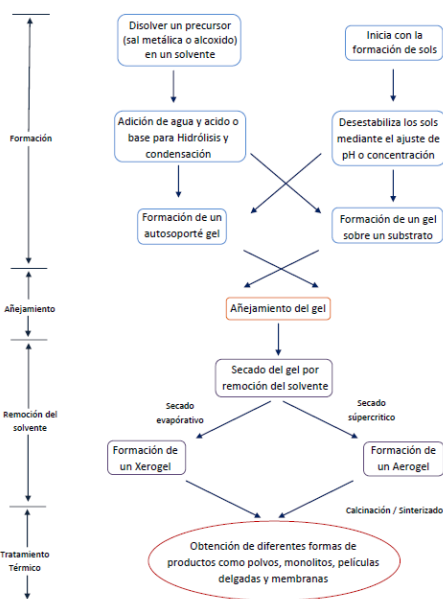 Disolver un precursor
(sal metálica o alcoxido)
en un solvente
Inicia con la
formación de sols
Formación
Adición de agua y acido o
base para Hidrólisis y
condensación
Desestabiliza los sols
mediante el ajuste de
pH o concentración
Formación de un
autosoporté gel
Formación de un gel
sobre un substrato
Añejamiento
Añejamiento del gel
Secado del gel por
remoción del solvente
Remoción del
solvente
Secado
evapórativo
Secado
súpercritico
Formación de
un Xerogel
Formación de
un Aerogel
Calcinación / Sinterizado
Tratamiento
Térmico
Obtención de diferentes formas de
productos como polvos, monolitos, películas
delgadas y membranas